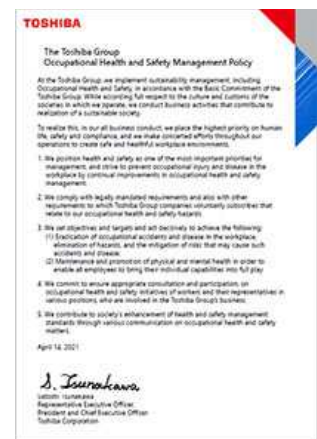 TOSHIBA
The Toshiba Group
Occupational Health and Safety Management Policy
At the Toshiba Group, we implement sustainability management, including
Occupational Health and Safety, in accordance with the Basic Commitment of the
Toshiba Group. While according full respect to the culture and customs of the
societies in which we operate, we conduct business activities that contribute to
realization of a sustainable society.
To realize this, in our all business conduct, we place the highest priority on human
life, safety and compliance, and we make concerted efforts throughout our
operations to create safe and healthful workplace environments.
1. We position health and safety as one of the most important priorities for
management, and strive to prevent occupational injury and disease in the
workplace by continual improvements in occupational health and safety
management.
2. We comply with legally mandated requirements and also with other
requirements to which Toshiba Group companies voluntarily subscribes that
relate to our occupational health and safety hazards.
3. We set objectives and targets and act decisively to achieve the following:
(1) Eradication of occupational accidents and disease in the workplace,
elimination of hazards, and the mitigation of risks that may cause such
accidents and disease;
(2) Maintenance and promotion of physical and mental health in order to
enable all employees to bring their individual capabilities into full play.
4. We commit to ensure appropriate consultation and participation, on
occupational health and safety initiatives of workers and their representatives in
various positions, who are involved in the Toshiba Group's business.
5. We contribute to society's enhancement of health and safety management
standards through various communication on occupational health and safety
matters.
April 14, 2021
S. Tsunakawa
Satoshi Tsunakawa
Representative Executive Officer
President and Chief Executive Officer
Toshiba Corporation